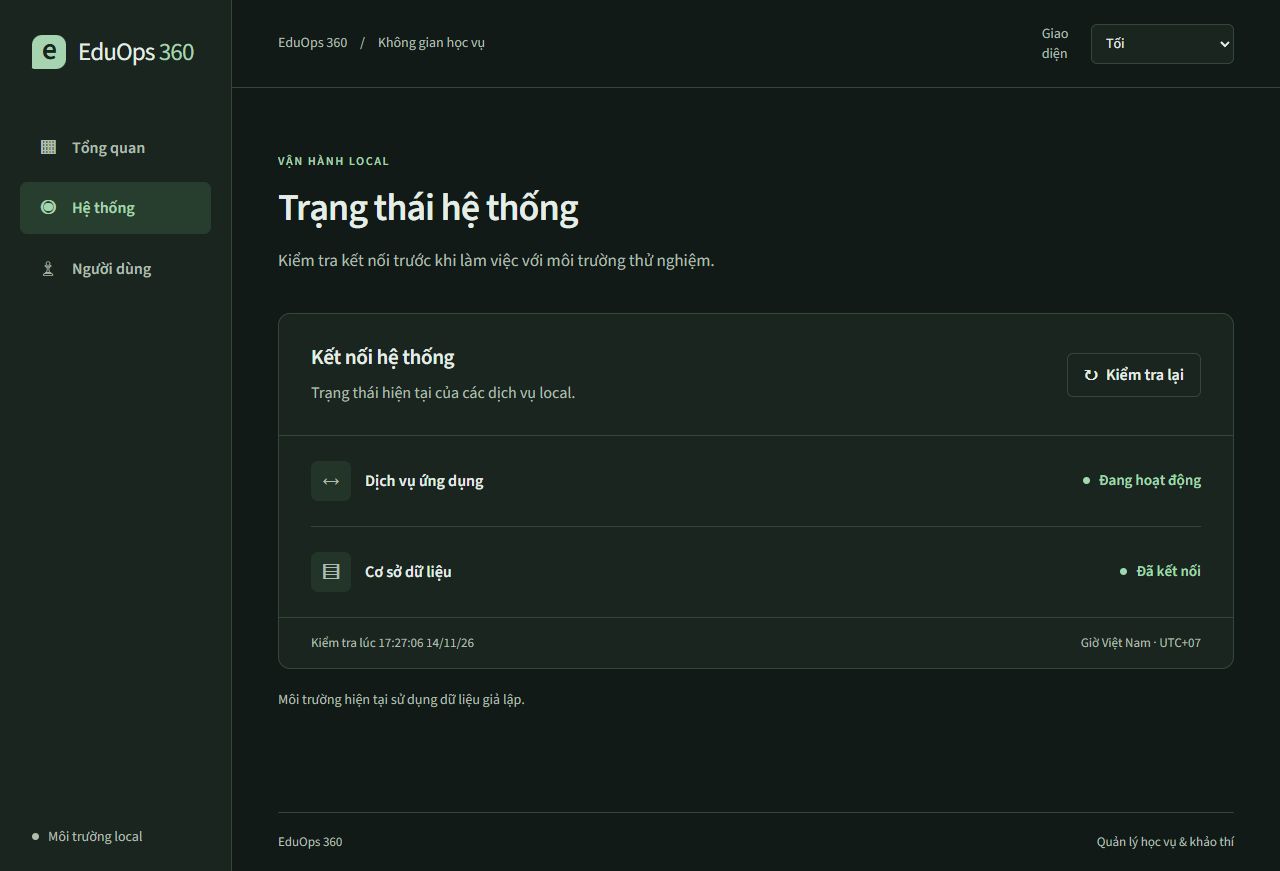 e EduOps 360
Tổng quan
Hệ thống
Người dùng
Môi trường local
EduOps 360 / Không gian học vụ
Giao
diện
Tối
VẬN HÀNH LOCAL
Trạng thái hệ thống
Kiểm tra kết nối trước khi làm việc với môi trường thử nghiệm.
Kết nối hệ thống
Trạng thái hiện tại của các dịch vụ local.
↻ Kiểm tra lại
Dịch vụ ứng dụng
Đang hoạt động
Cơ sở dữ liệu
Đã kết nối
Kiểm tra lúc 17:27:06 14/11/26
Giờ Việt Nam · UTC+07
Môi trường hiện tại sử dụng dữ liệu giả lập.
EduOps 360
Quản lý học vụ & khảo thí